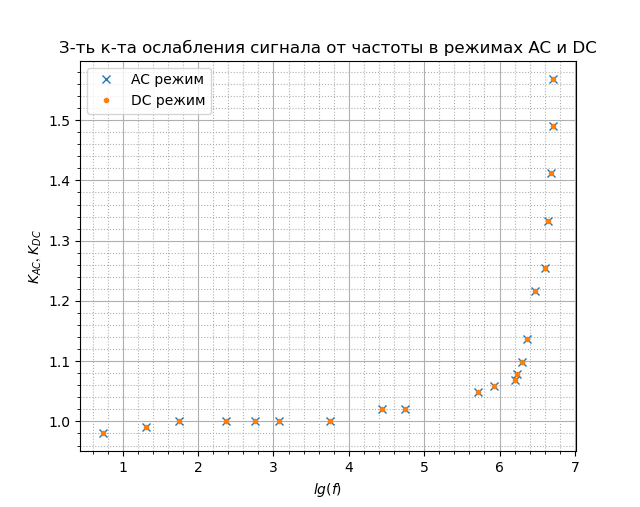 З-ть к-та ослабления сигнала от частоты в режимах AC и DC
AC режим
DC режим
K_AC, K_DC
1.5
1.4
1.3
1.2
1.1
1.0
1 2 3 4 5 6 7
lg(f)